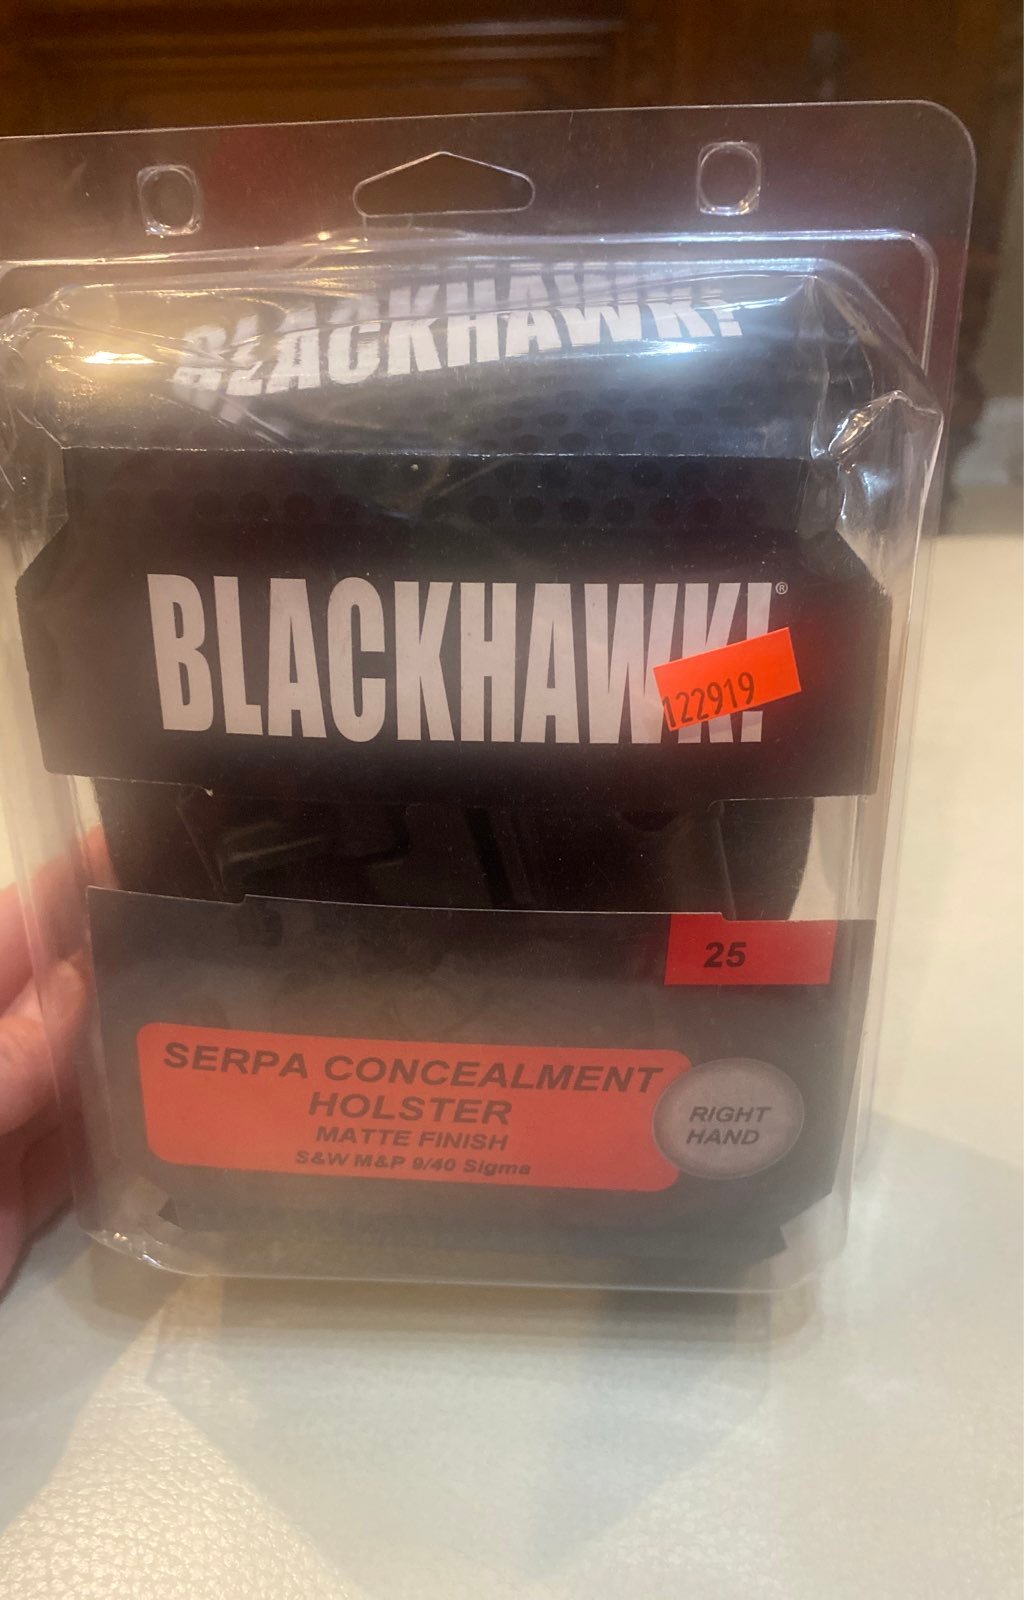 BLACKHAWK!
BLACKHAWK!®
122919
25
SERPA CONCEALMENT
HOLSTER
MATTE FINISH
S&W M&P 9/40 Sigma
RIGHT
HAND